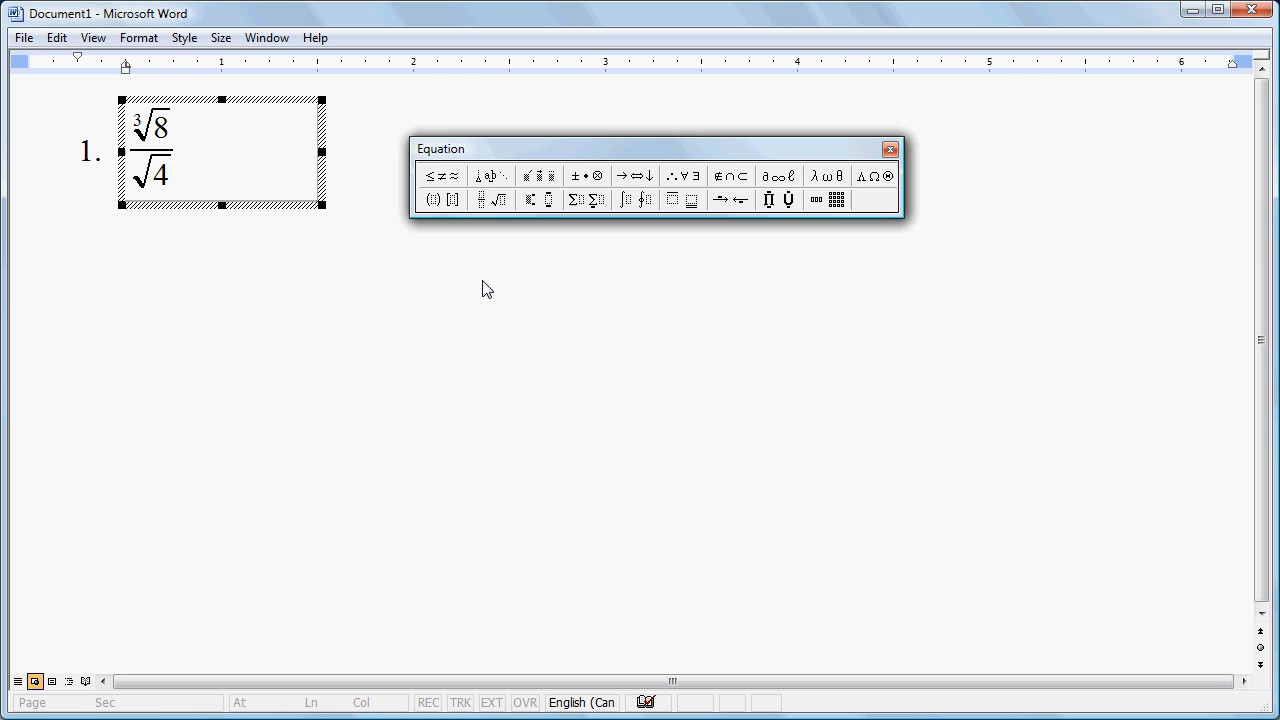 Document1 - Microsoft Word
File Edit View Format Style Size Window Help
1 2 3 4 5 6
1. ∛8 / √4
Equation
≤ ≠ ≈ ¡ ab ± • ⊗ → ⇔ ↓ ∴ ∀ ∃ ∉ ∩ ⊂ ∂ ∞ ℓ λ ω θ Λ Ω ⊛
Page Sec At Ln Col REC TRK EXT OVR English (Can